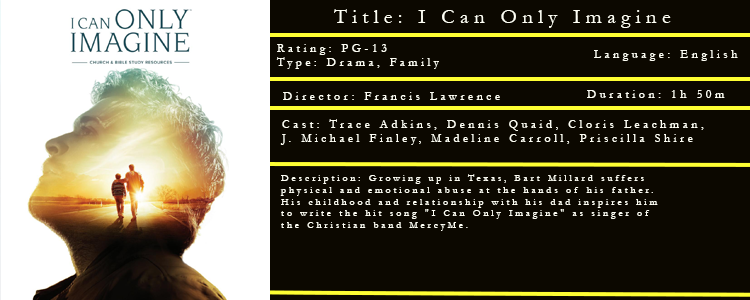 I CAN ONLY
IMAGINE
CHURCH & BIBLE STUDY RESOURCES
Title: I Can Only Imagine
Rating: PG-13
Type: Drama, Family
Language: English
Director: Francis Lawrence
Duration: 1h 50m
Cast: Trace Adkins, Dennis Quaid, Cloris Leachman,
J. Michael Finley, Madeline Carroll, Priscilla Shire
Description: Growing up in Texas, Bart Millard suffers
physical and emotional abuse at the hands of his father.
His childhood and relationship with his dad inspires him
to write the hit song "I Can Only Imagine" as singer of
the Christian band MercyMe.